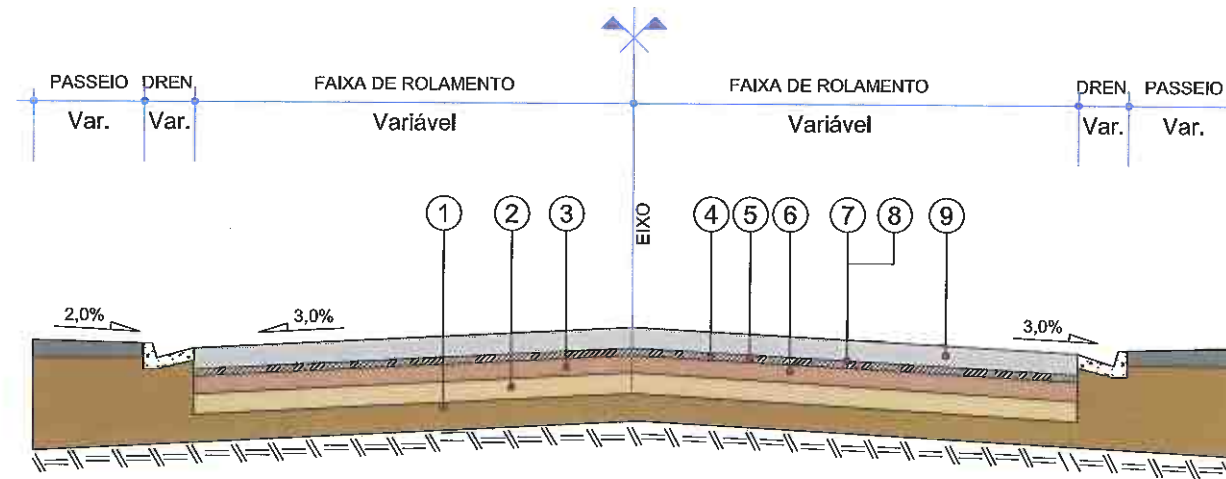 PASSEIO DREN FAIXA DE ROLAMENTO FAIXA DE ROLAMENTO DREN PASSEIO
Var. Var. Variável Variável Var. Var.
1 2 3 4 5 6 7 8 9
EIXO
2,0% 3,0% 3,0%